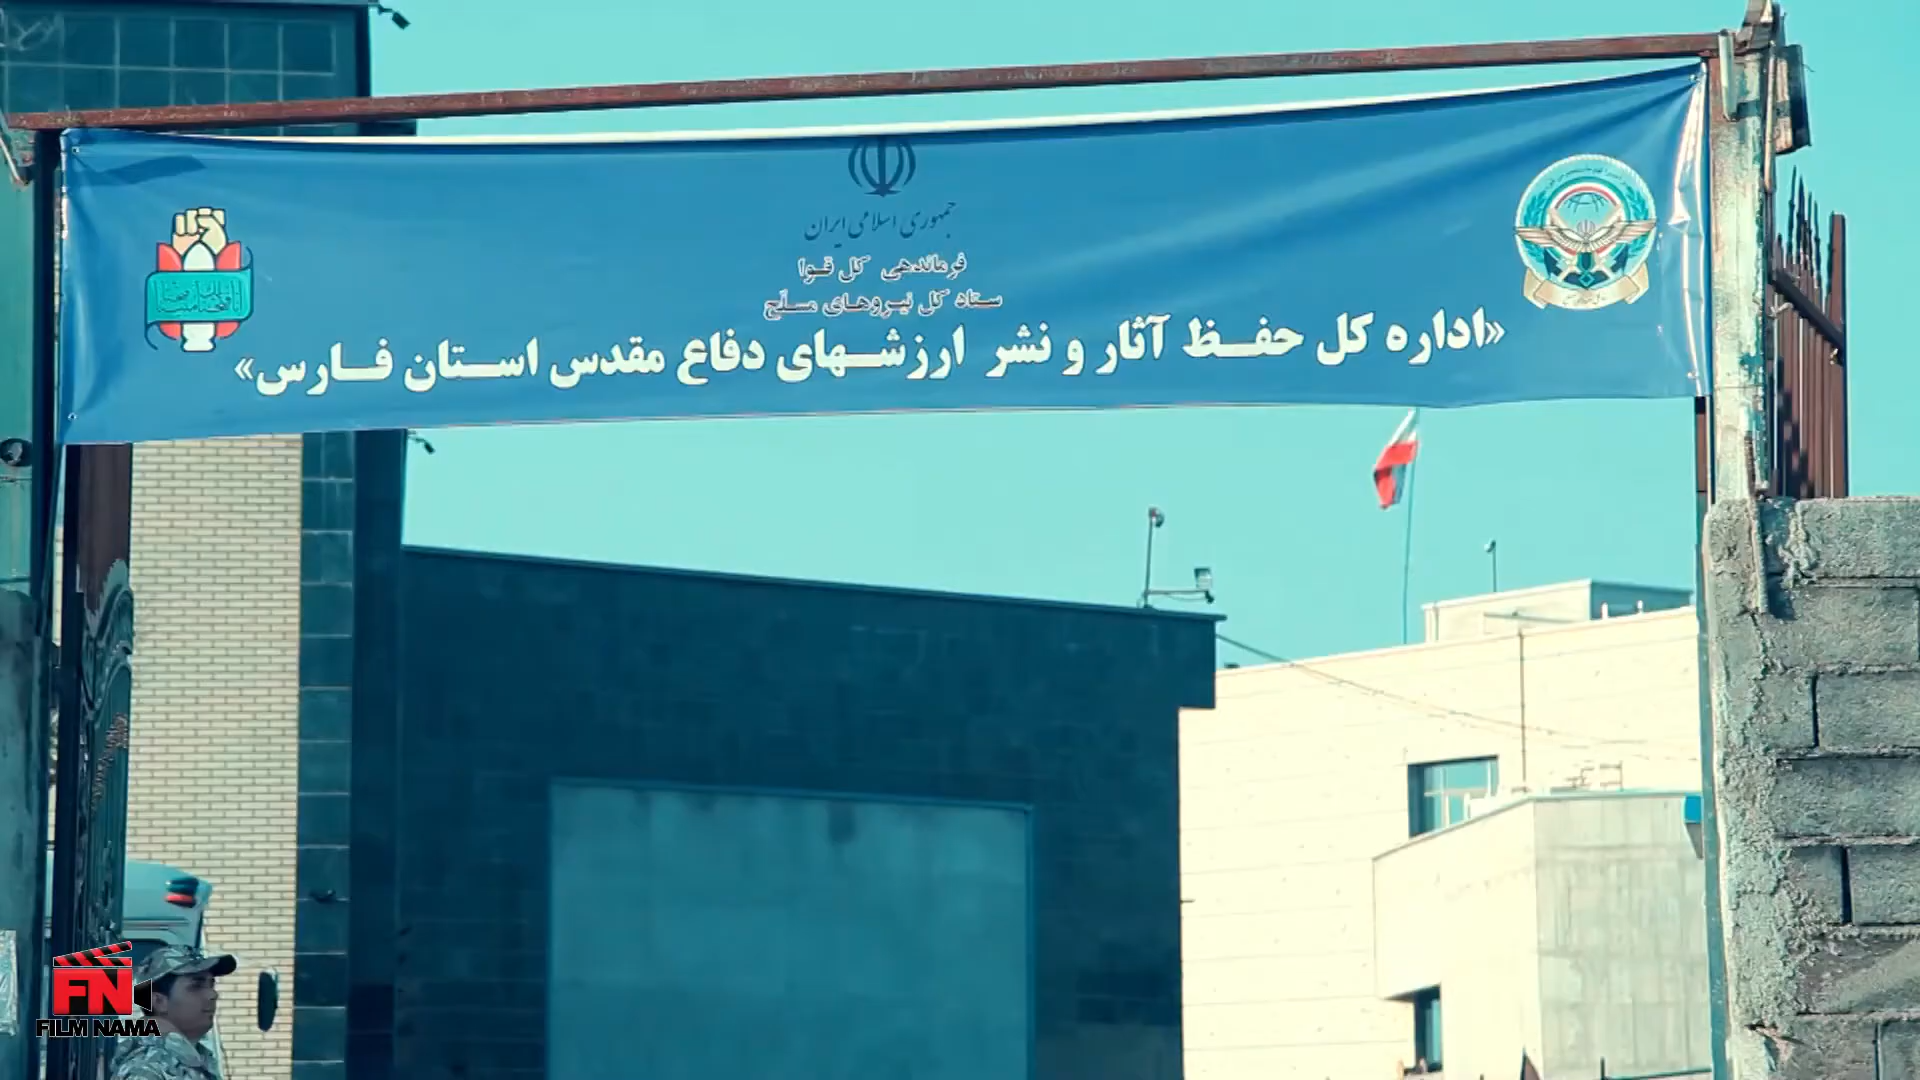 جمهوری اسلامی ایران
فرماندهی کل قوا
ستاد کل نیروهای مسلح
«اداره کل حفظ آثار و نشر ارزشهای دفاع مقدس استان فارس»
FN
FILM NAMA